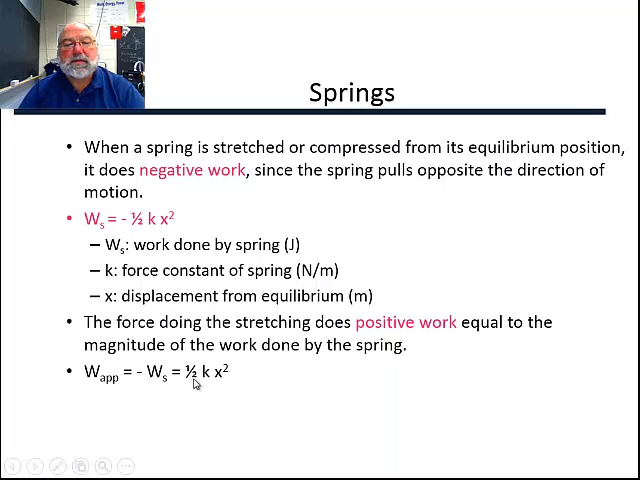 Springs
• When a spring is stretched or compressed from its equilibrium position,
it does negative work, since the spring pulls opposite the direction of
motion.
• Wₛ = - ½ k x²
– Wₛ: work done by spring (J)
– k: force constant of spring (N/m)
– x: displacement from equilibrium (m)
• The force doing the stretching does positive work equal to the
magnitude of the work done by the spring.
• Wₐₚₚ = - Wₛ = ½ k x²